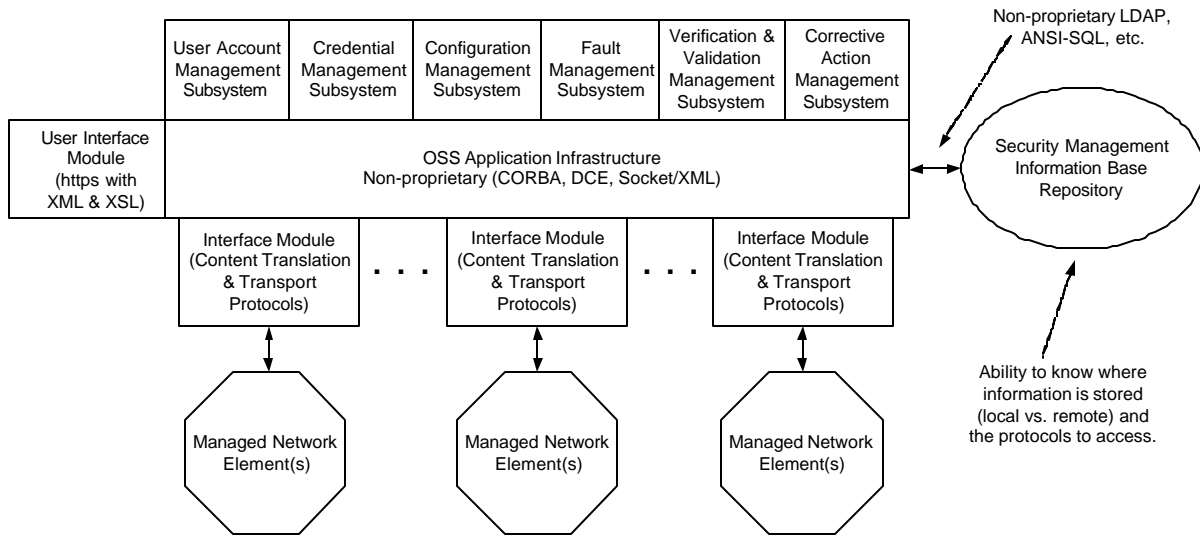 User Account
Management
Subsystem
Credential
Management
Subsystem
Configuration
Management
Subsystem
Fault
Management
Subsystem
Verification &
Validation
Management
Subsystem
Corrective
Action
Management
Subsystem
Non-proprietary LDAP,
ANSI-SQL, etc.
User Interface
Module
(https with
XML & XSL)
OSS Application Infrastructure
Non-proprietary (CORBA, DCE, Socket/XML)
Security Management
Information Base
Repository
Interface Module
(Content Translation
& Transport
Protocols)
. . .
Interface Module
(Content Translation
& Transport
Protocols)
. . .
Interface Module
(Content Translation
& Transport
Protocols)
Ability to know where
information is stored
(local vs. remote) and
the protocols to access.
Managed Network
Element(s)
Managed Network
Element(s)
Managed Network
Element(s)